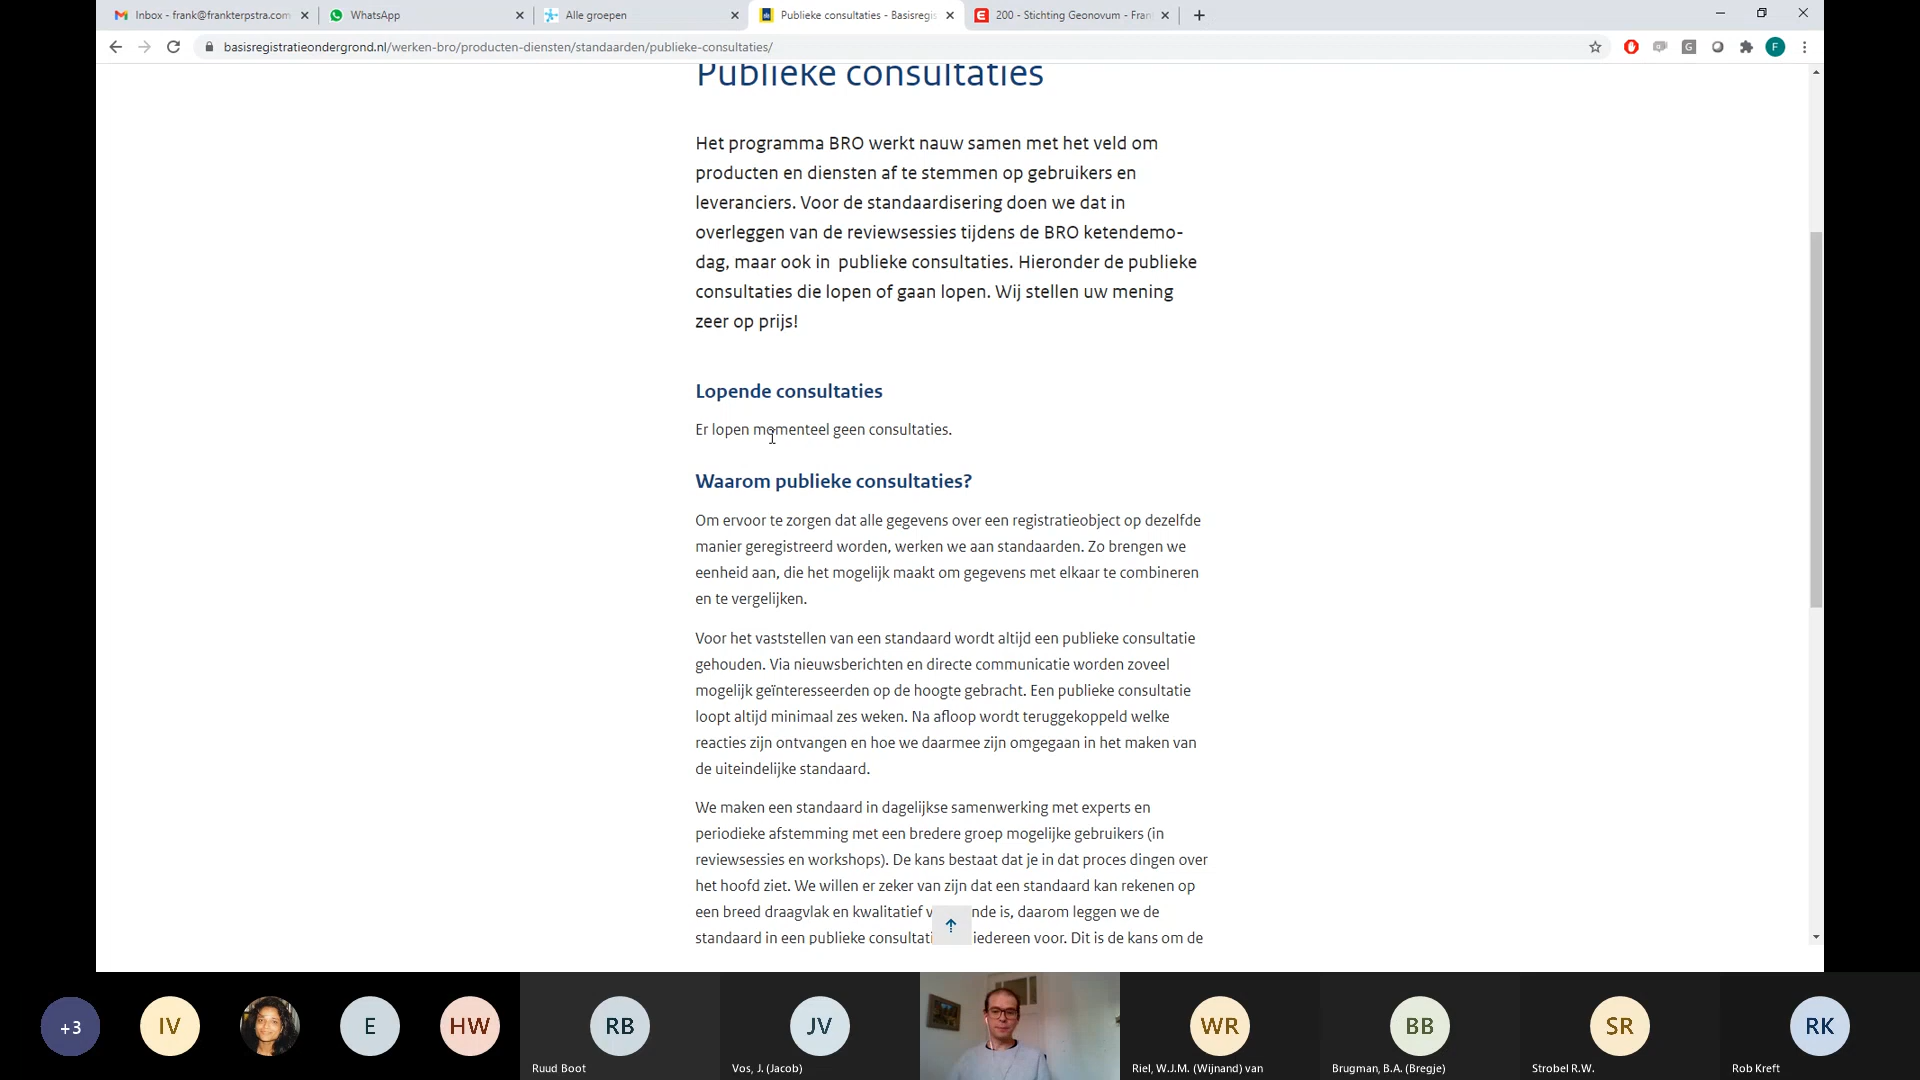 Inbox - frank@frankterpstra.com
WhatsApp
Alle groepen
Publieke consultaties - Basisregis
200 - Stichting Geonovum - Fran
basisregistratieondergrond.nl/werken-bro/producten-diensten/standaarden/publieke-consultaties/
F
Publieke consultaties
Het programma BRO werkt nauw samen met het veld om
producten en diensten af te stemmen op gebruikers en
leveranciers. Voor de standaardisering doen we dat in
overleggen van de reviewsessies tijdens de BRO ketendemo-
dag, maar ook in publieke consultaties. Hieronder de publieke
consultaties die lopen of gaan lopen. Wij stellen uw mening
zeer op prijs!
Lopende consultaties
Er lopen momenteel geen consultaties.
Waarom publieke consultaties?
Om ervoor te zorgen dat alle gegevens over een registratieobject op dezelfde
manier geregistreerd worden, werken we aan standaarden. Zo brengen we
eenheid aan, die het mogelijk maakt om gegevens met elkaar te combineren
en te vergelijken.
Voor het vaststellen van een standaard wordt altijd een publieke consultatie
gehouden. Via nieuwsberichten en directe communicatie worden zoveel
mogelijk geïnteresseerden op de hoogte gebracht. Een publieke consultatie
loopt altijd minimaal zes weken. Na afloop wordt teruggekoppeld welke
reacties zijn ontvangen en hoe we daarmee zijn omgegaan in het maken van
de uiteindelijke standaard.
We maken een standaard in dagelijkse samenwerking met experts en
periodieke afstemming met een bredere groep mogelijke gebruikers (in
reviewsessies en workshops). De kans bestaat dat je in dat proces dingen over
het hoofd ziet. We willen er zeker van zijn dat een standaard kan rekenen op
een breed draagvlak en kwalitatief v nde is, daarom leggen we de
standaard in een publieke consultati iedereen voor. Dit is de kans om de
+3
IV
E
HW
RB
JV
WR
BB
SR
RK
Ruud Boot
Vos, J. (Jacob)
Riel, W.J.M. (Wijnand) van
Brugman, B.A. (Bregje)
Strobel R.W.
Rob Kreft